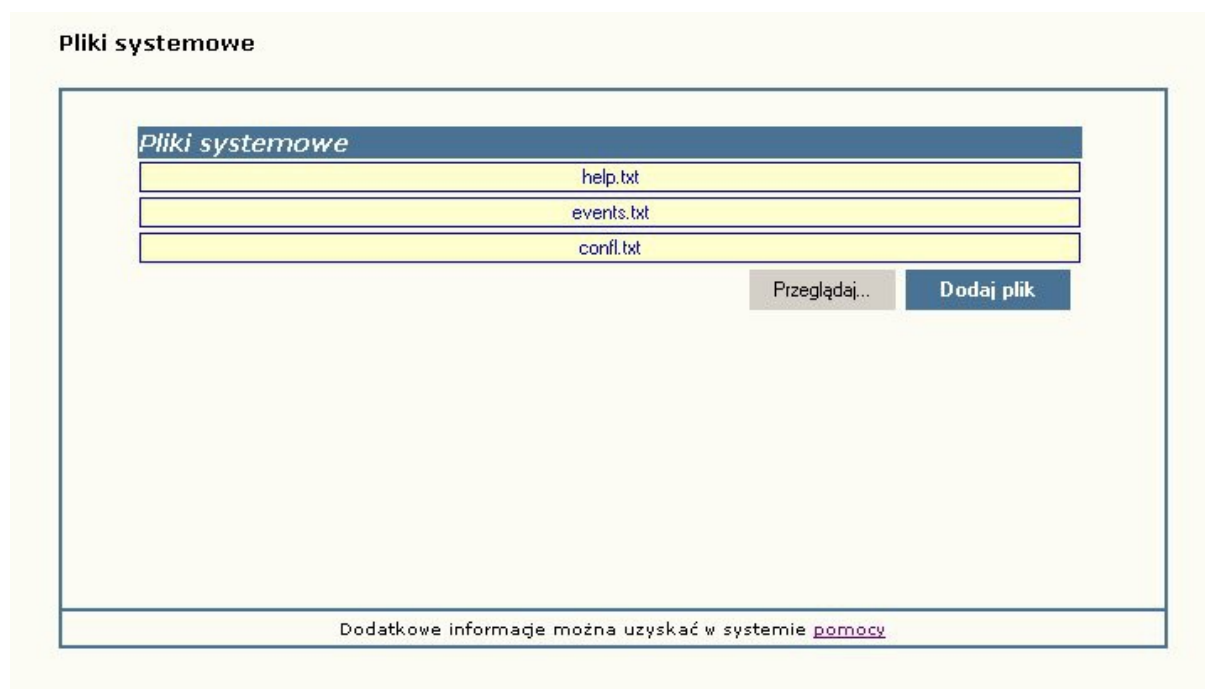 Pliki systemowe
Pliki systemowe
help.txt
events.txt
confl.txt
Przeglądaj... Dodaj plik
Dodatkowe informacje można uzyskać w systemie pomocy